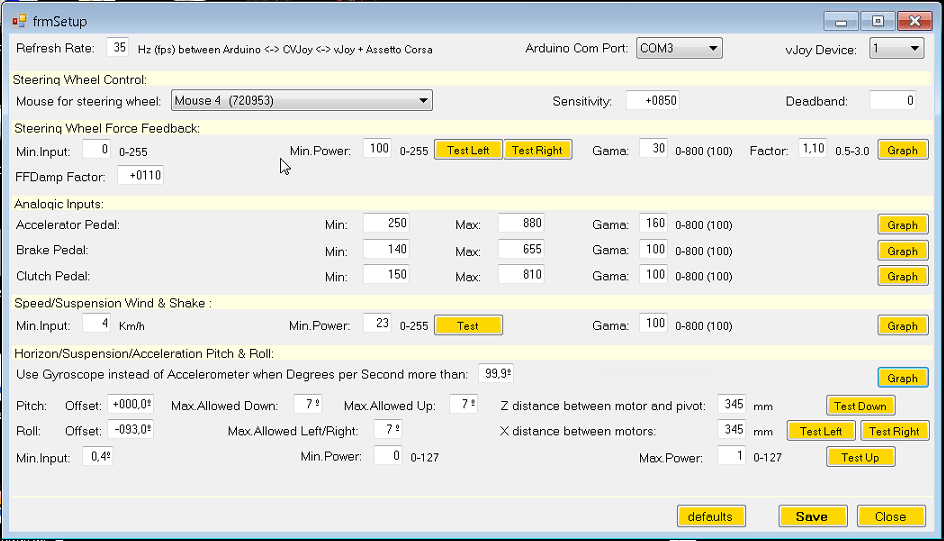 frmSetup
Refresh Rate: 35 Hz (fps) between Arduino <-> CVJoy <-> vJoy + Assetto Corsa Arduino Com Port: COM3 vJoy Device: 1
Steering Wheel Control:
Mouse for steering wheel: Mouse 4 (720953) Sensitivity: +0850 Deadband: 0
Steering Wheel Force Feedback:
Min.Input: 0 0-255 Min.Power: 100 0-255 Test Left Test Right Gama: 30 0-800 (100) Factor: 1,10 0.5-3.0 Graph
FFDamp Factor: +0110
Analogic Inputs:
Accelerator Pedal: Min: 250 Max: 880 Gama: 160 0-800 (100) Graph
Brake Pedal: Min: 140 Max: 655 Gama: 100 0-800 (100) Graph
Clutch Pedal: Min: 150 Max: 810 Gama: 100 0-800 (100) Graph
Speed/Suspension Wind & Shake :
Min.Input: 4 Km/h Min.Power: 23 0-255 Test Gama: 100 0-800 (100) Graph
Horizon/Suspension/Acceleration Pitch & Roll:
Use Gyroscope instead of Accelerometer when Degrees per Second more than: 99,9º Graph
Pitch: Offset: +000,0º Max.Allowed Down: 7 º Max.Allowed Up: 7 º Z distance between motor and pivot: 345 mm Test Down
Roll: Offset: -093,0º Max.Allowed Left/Right: 7 º X distance between motors: 345 mm Test Left Test Right
Min.Input: 0,4º Min.Power: 0 0-127 Max.Power: 1 0-127 Test Up
defaults Save Close